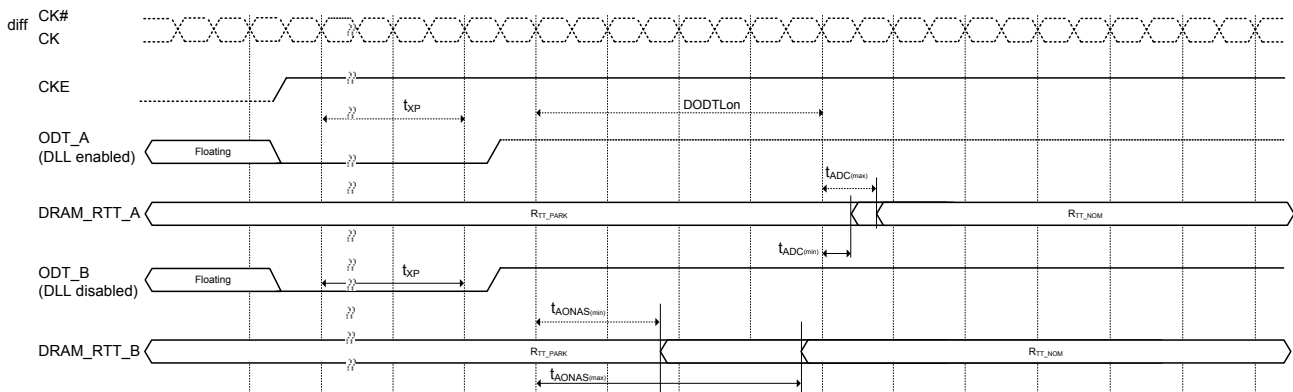 diff CK#
CK
CKE
tXP
DODTLon
ODT_A
(DLL enabled)
Floating
tADC(max)
DRAM_RTT_A
RTT_PARK
RTT_NOM
tADC(min)
ODT_B
(DLL disabled)
Floating
tXP
tAONAS(min)
DRAM_RTT_B
RTT_PARK
RTT_NOM
tAONAS(max)